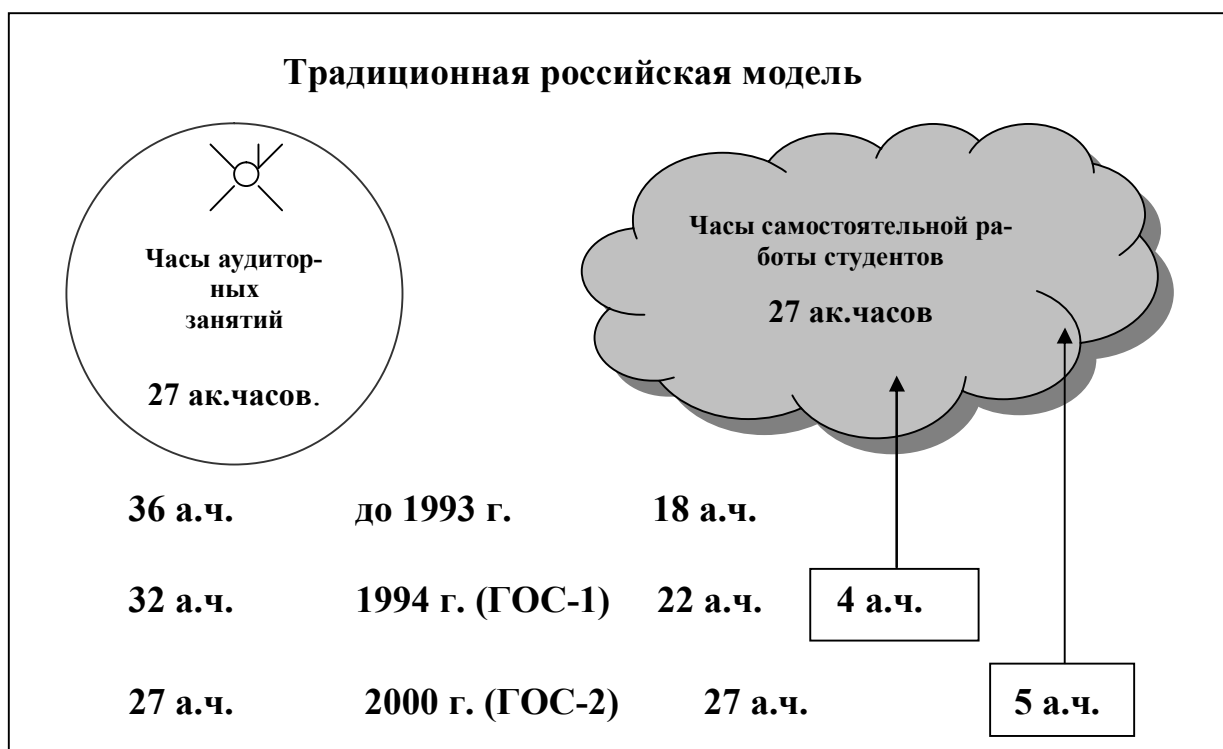 Традиционная российская модель
Часы аудитор-
ных
занятий
27 ак.часов.
Часы самостоятельной ра-
боты студентов
27 ак.часов
36 а.ч. до 1993 г. 18 а.ч.
32 а.ч. 1994 г. (ГОС-1) 22 а.ч. 4 а.ч.
27 а.ч. 2000 г. (ГОС-2) 27 а.ч. 5 а.ч.